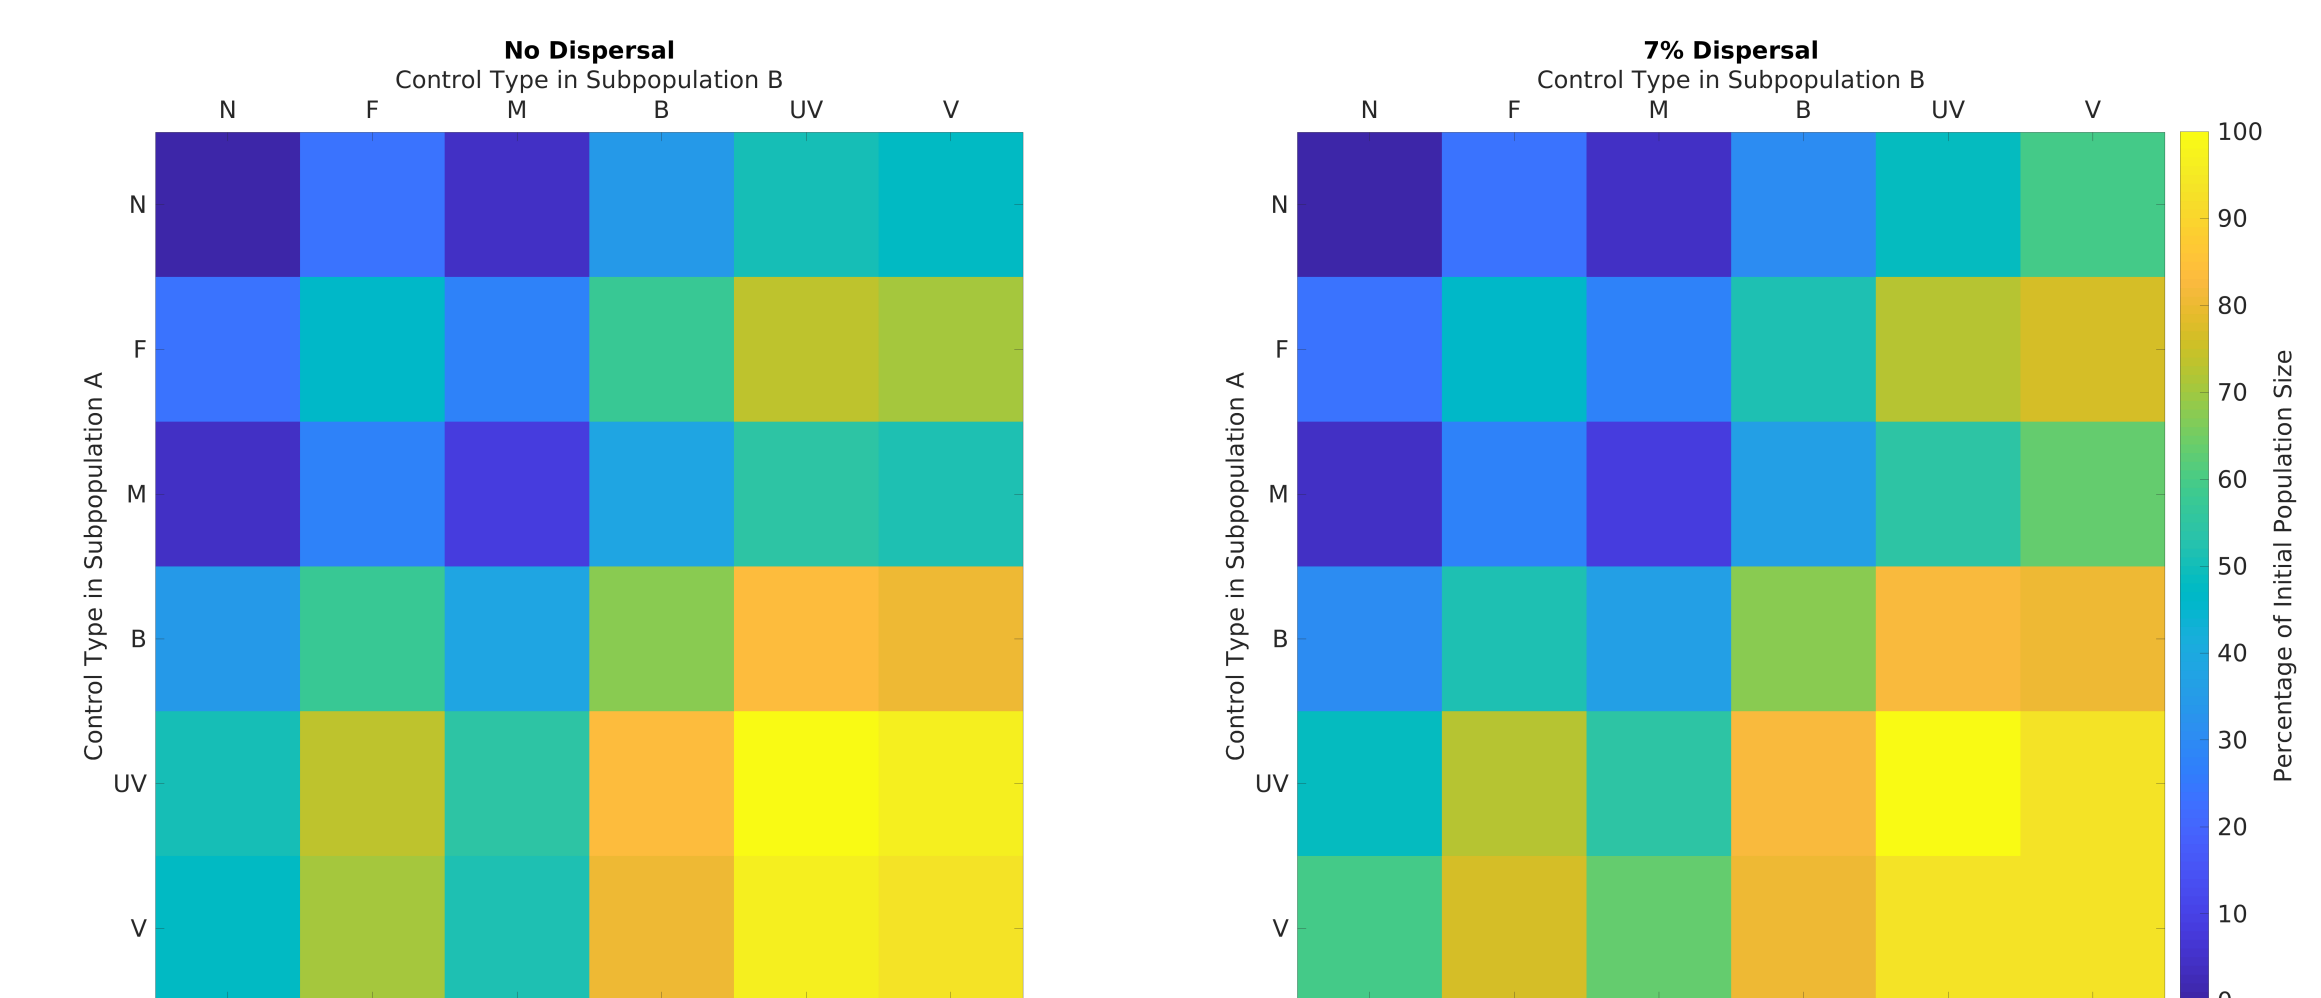 No Dispersal
Control Type in Subpopulation B
N F M B UV V
Control Type in Subpopulation A
N
F
M
B
UV
V
7% Dispersal
Control Type in Subpopulation B
N F M B UV V
Control Type in Subpopulation A
N
F
M
B
UV
V
100
90
80
70
60
50
40
30
20
10
0
Percentage of Initial Population Size